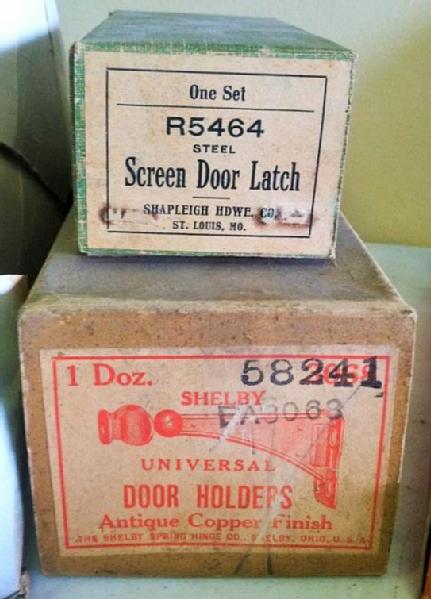 One Set
R5464
STEEL
Screen Door Latch
SHAPLEIGH HDWE. CO.
ST. LOUIS, MO.
1 Doz.
58241
SHELBY
EA3063
UNIVERSAL
DOOR HOLDERS
Antique Copper Finish
THE SHELBY SPRING HINGE CO., SHELBY, OHIO, U.S.A.